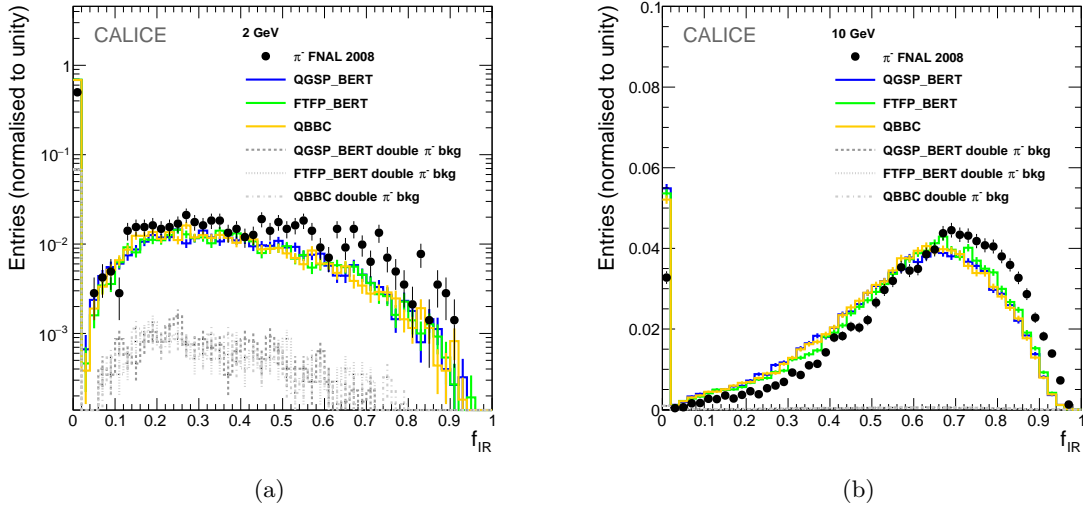 CALICE
2 GeV
π⁻ FNAL 2008
QGSP_BERT
FTFP_BERT
QBBC
QGSP_BERT double π⁻ bkg
FTFP_BERT double π⁻ bkg
QBBC double π⁻ bkg
Entries (normalised to unity)
1
10⁻¹
10⁻²
10⁻³
0 0.1 0.2 0.3 0.4 0.5 0.6 0.7 0.8 0.9 1
f_IR
(a)
CALICE
10 GeV
π⁻ FNAL 2008
QGSP_BERT
FTFP_BERT
QBBC
QGSP_BERT double π⁻ bkg
FTFP_BERT double π⁻ bkg
QBBC double π⁻ bkg
Entries (normalised to unity)
0.1
0.08
0.06
0.04
0.02
0
0 0.1 0.2 0.3 0.4 0.5 0.6 0.7 0.8 0.9 1
f_IR
(b)